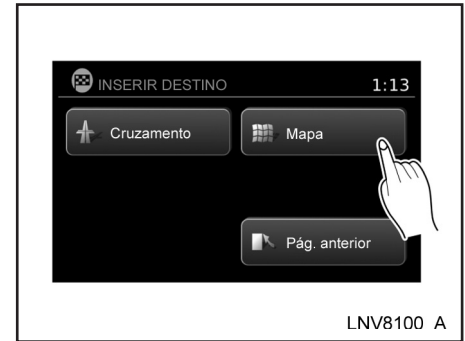 INSERIR DESTINO 1:13
Cruzamento Mapa
Pág. anterior
LNV8100 A